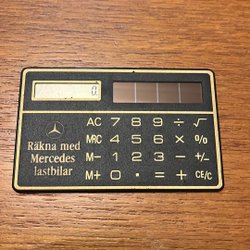 0
AC 7 8 9 ÷ √
MRC 4 5 6 × %
M- 1 2 3 - +/-
M+ 0 . = + CE/C
Räkna med
Mercedes
lastbilar